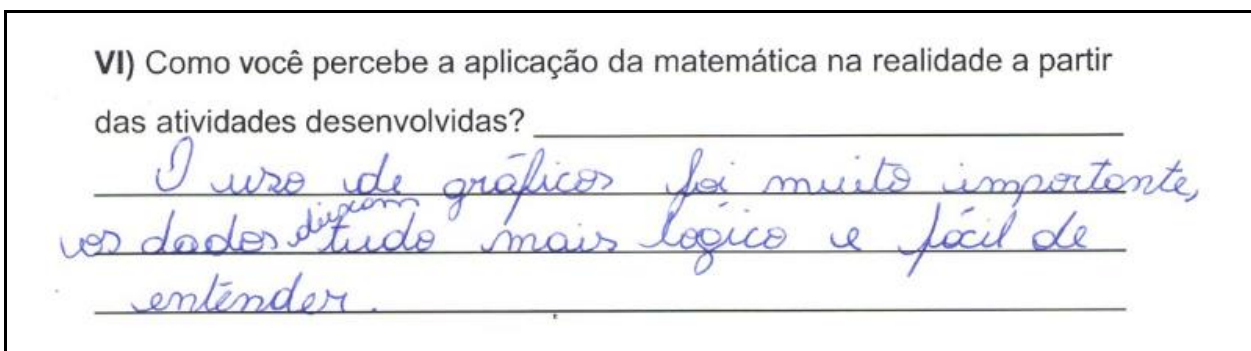 VI) Como você percebe a aplicação da matemática na realidade a partir
das atividades desenvolvidas?
O uso de gráficos foi muito importante,
os dados deixam tudo mais lógico e fácil de
entender.